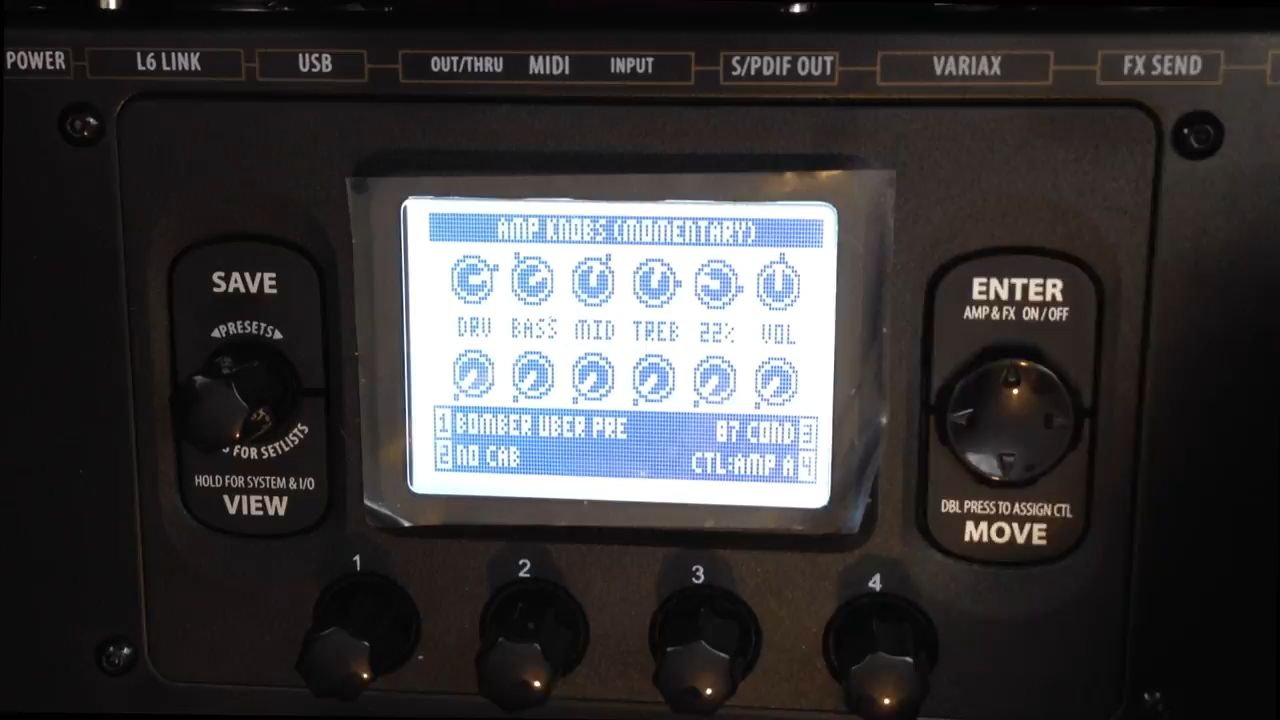 POWER L6 LINK USB OUT/THRU MIDI INPUT S/PDIF OUT VARIAX FX SEND
AMP KNOBS (MOMENTARY)
DRV BASS MID TREB 22% VOL
1 BOMBER UBER PRE 87 COND 3
2 NO CAB CTL:AMP A 4
SAVE
PRESETS
FOR SETLISTS
HOLD FOR SYSTEM & I/O
VIEW
ENTER
AMP & FX ON / OFF
DBL PRESS TO ASSIGN CTL
MOVE
1 2 3 4